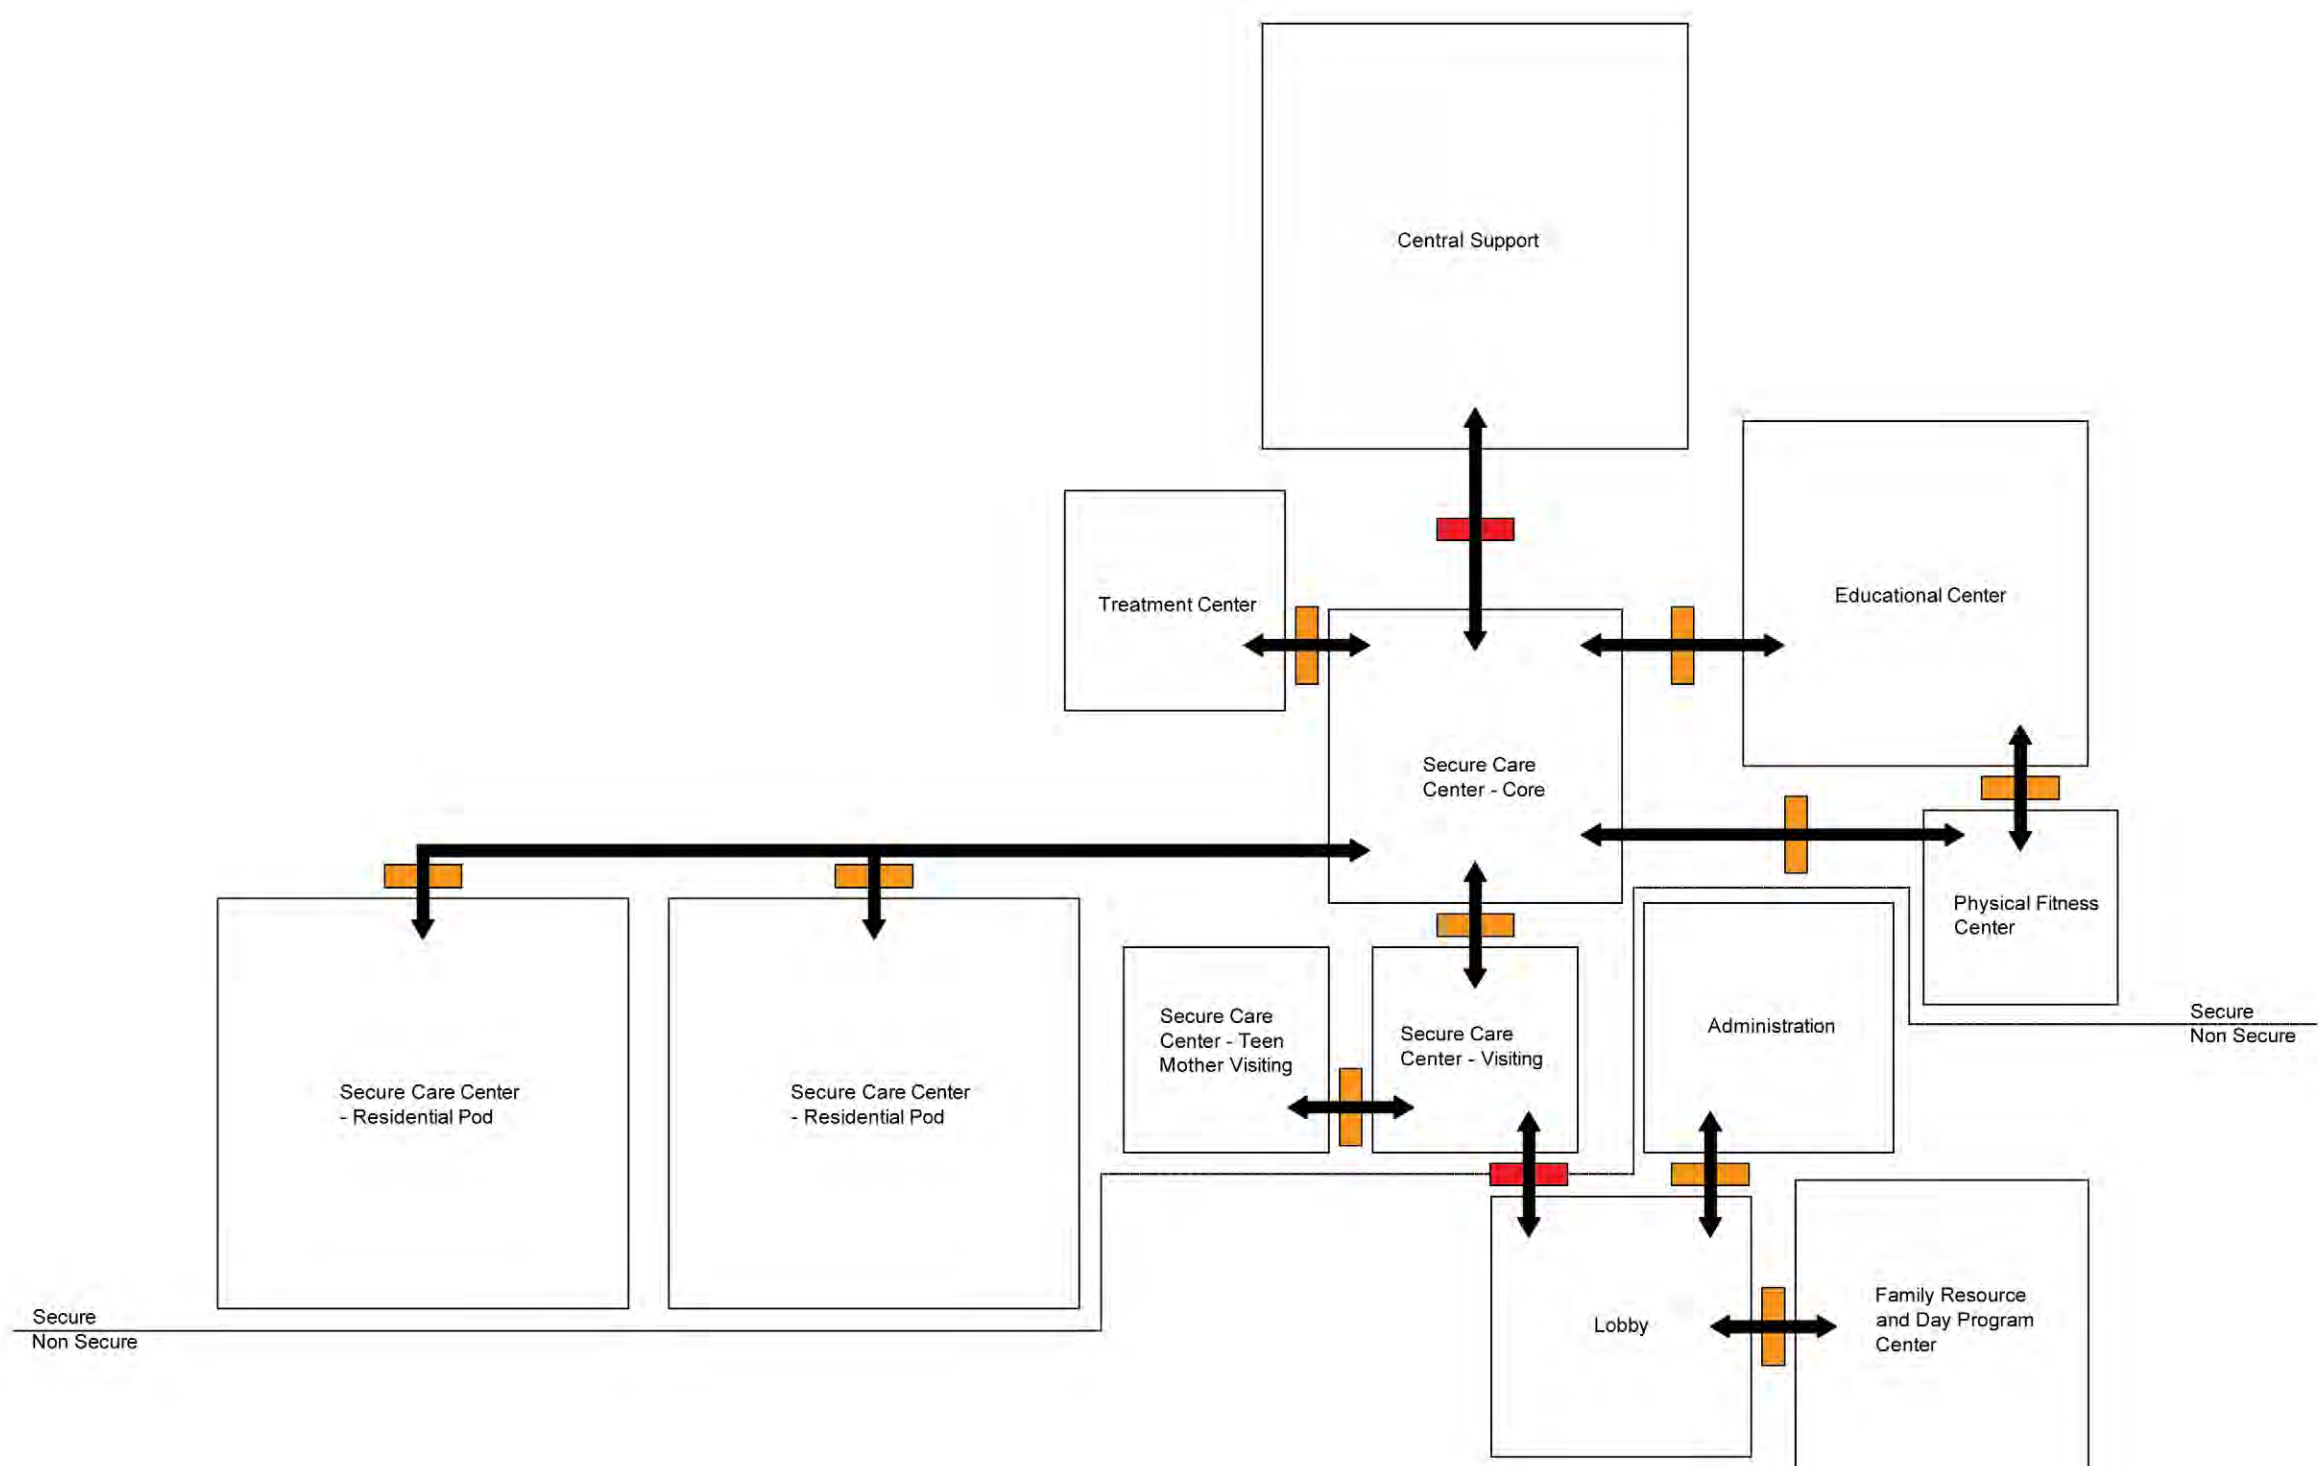 Central Support
Treatment Center
Educational Center
Secure Care
Center - Core
Physical Fitness
Center
Secure Care
Center - Teen
Mother Visiting
Secure Care
Center - Visiting
Administration
Secure
Non Secure
Secure Care Center
- Residential Pod
Secure Care Center
- Residential Pod
Secure
Non Secure
Lobby
Family Resource
and Day Program
Center